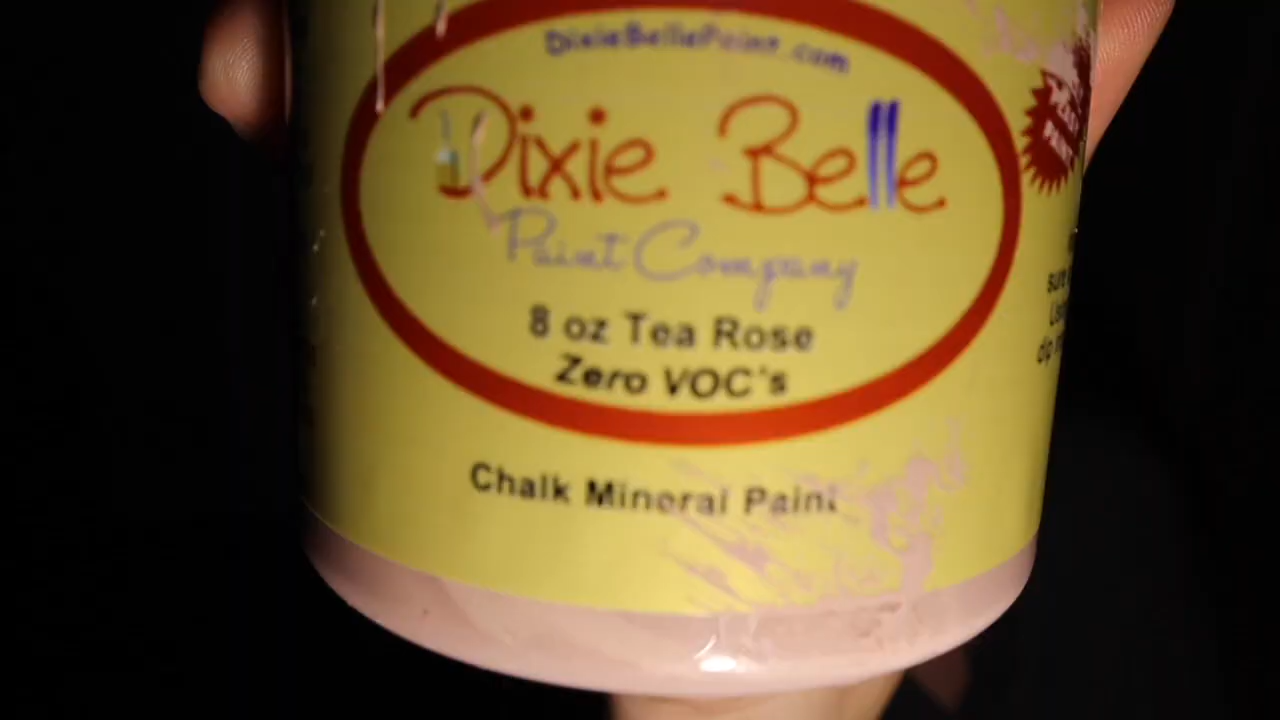 DixieBellePaint.com
Dixie Belle
Paint Company
8 oz Tea Rose
Zero VOC's
Chalk Mineral Paint